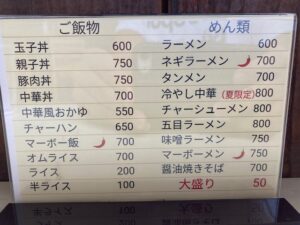 ご飯物
玉子丼 600
親子丼 750
豚肉丼 750
中華丼 700
中華風おかゆ 550
チャーハン 650
マーボー飯 700
オムライス 700
ライス 200
半ライス 100
めん類
ラーメン 600
ネギラーメン 700
タンメン 700
冷やし中華(夏限定) 800
チャーシューメン 800
五目ラーメン 800
味噌ラーメン 750
マーボーメン 750
醤油焼きそば 700
大盛り 50